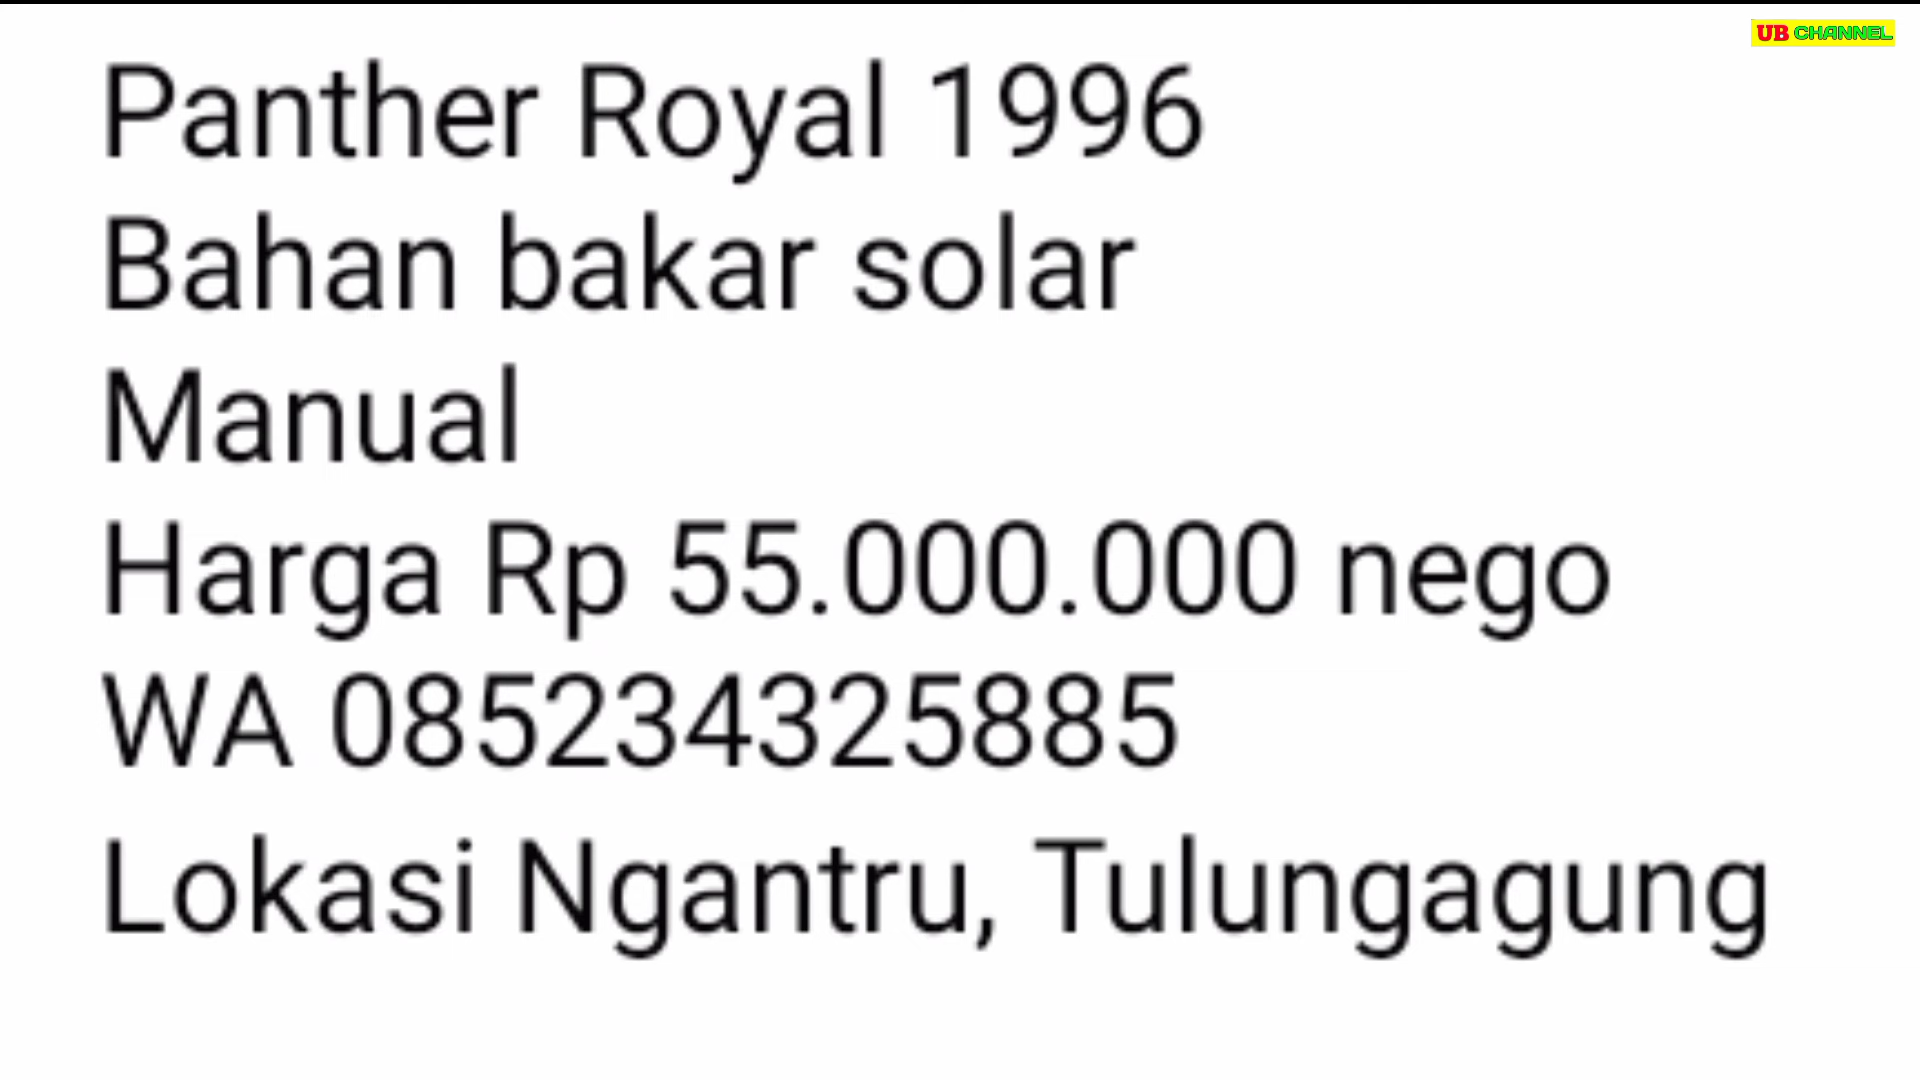 UB CHANNEL
Panther Royal 1996
Bahan bakar solar
Manual
Harga Rp 55.000.000 nego
WA 085234325885
Lokasi Ngantru, Tulungagung